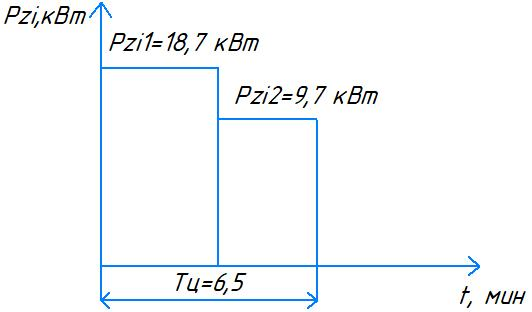 Pzi,кВт
Pzi1=18,7 кВт
Pzi2=9,7 кВт
Тц=6,5
t, мин